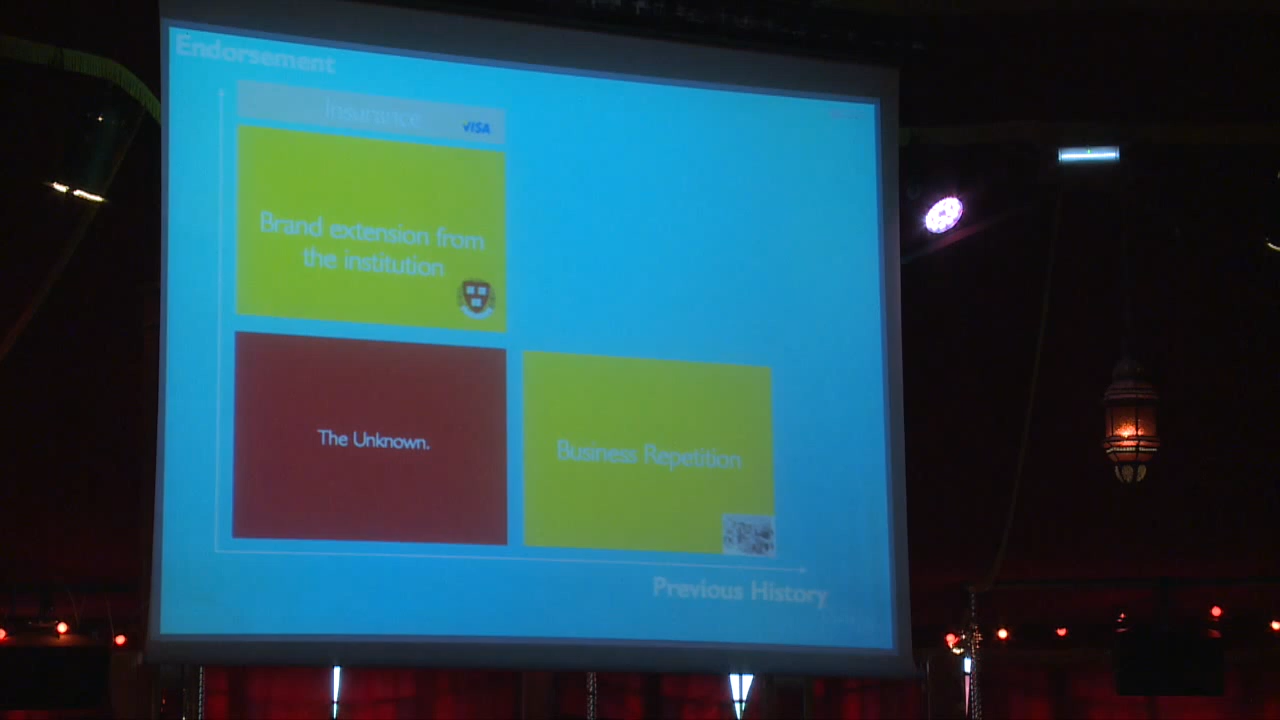 Endorsement
Insurance
VISA
Brand extension from
the institution
The Unknown.
Business Repetition
Previous History